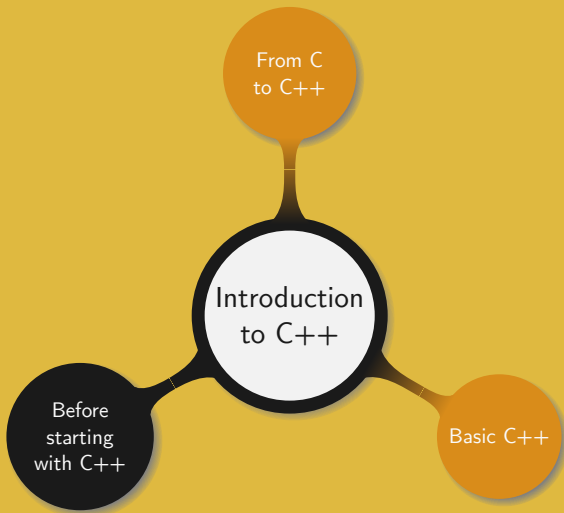 From C
to C++
Introduction
to C++
Before
starting
with C++
Basic C++